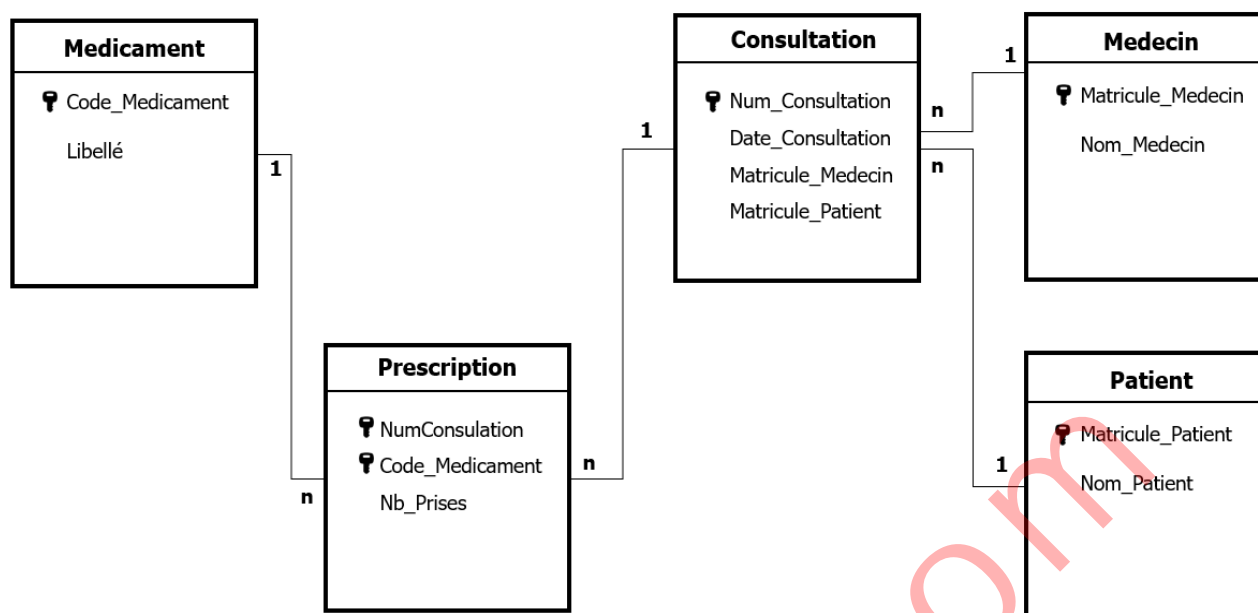 Medicament
Code_Medicament
Libellé
1
Consultation
Num_Consultation
Date_Consultation
Matricule_Medecin
Matricule_Patient
1
n
n
Medecin
Matricule_Medecin
Nom_Medecin
1
Prescription
NumConsulation
Code_Medicament
Nb_Prises
n
n
Patient
Matricule_Patient
Nom_Patient
1
om